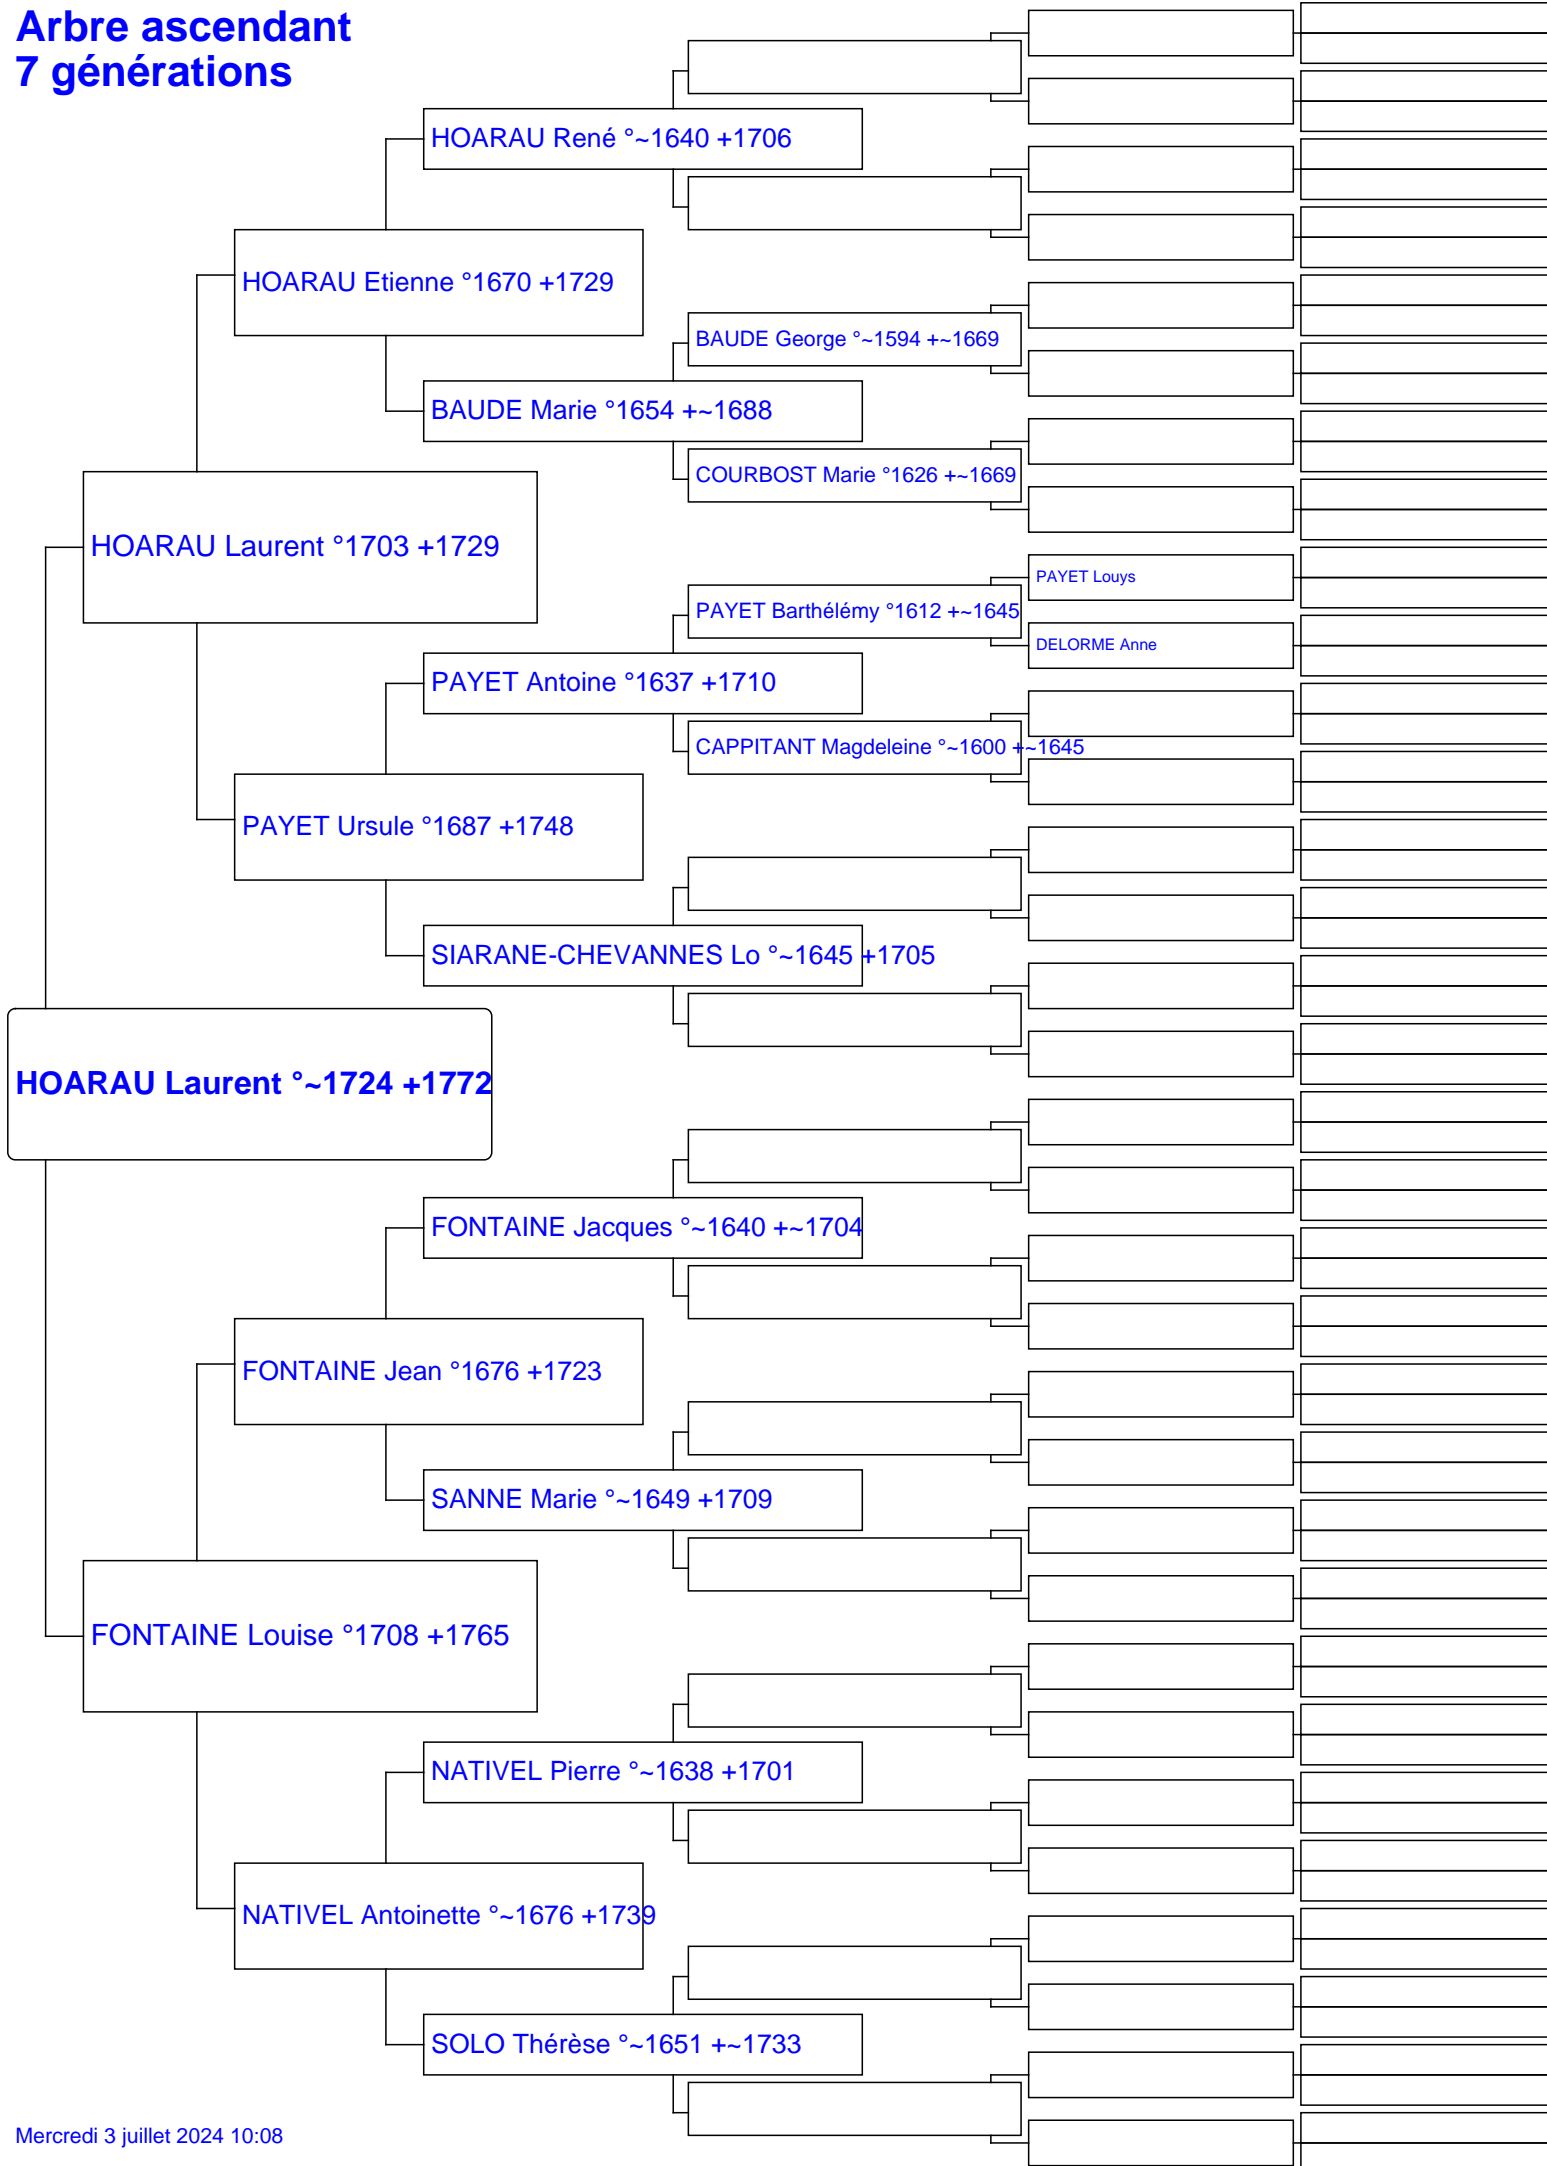 Arbre ascendant
7 générations
HOARAU René °~1640 +1706
HOARAU Etienne °1670 +1729
BAUDE George °~1594 +~1669
BAUDE Marie °1654 +~1688
COURBOST Marie °1626 +~1669
HOARAU Laurent °1703 +1729
PAYET Louys
PAYET Barthélémy °1612 +~1645
DELORME Anne
PAYET Antoine °1637 +1710
CAPPITANT Magdeleine °~1600 +~1645
PAYET Ursule °1687 +1748
SIARANE-CHEVANNES Lo °~1645 +1705
HOARAU Laurent °~1724 +1772
FONTAINE Jacques °~1640 +~1704
FONTAINE Jean °1676 +1723
SANNE Marie °~1649 +1709
FONTAINE Louise °1708 +1765
NATIVEL Pierre °~1638 +1701
NATIVEL Antoinette °~1676 +1739
SOLO Thérèse °~1651 +~1733
Mercredi 3 juillet 2024 10:08